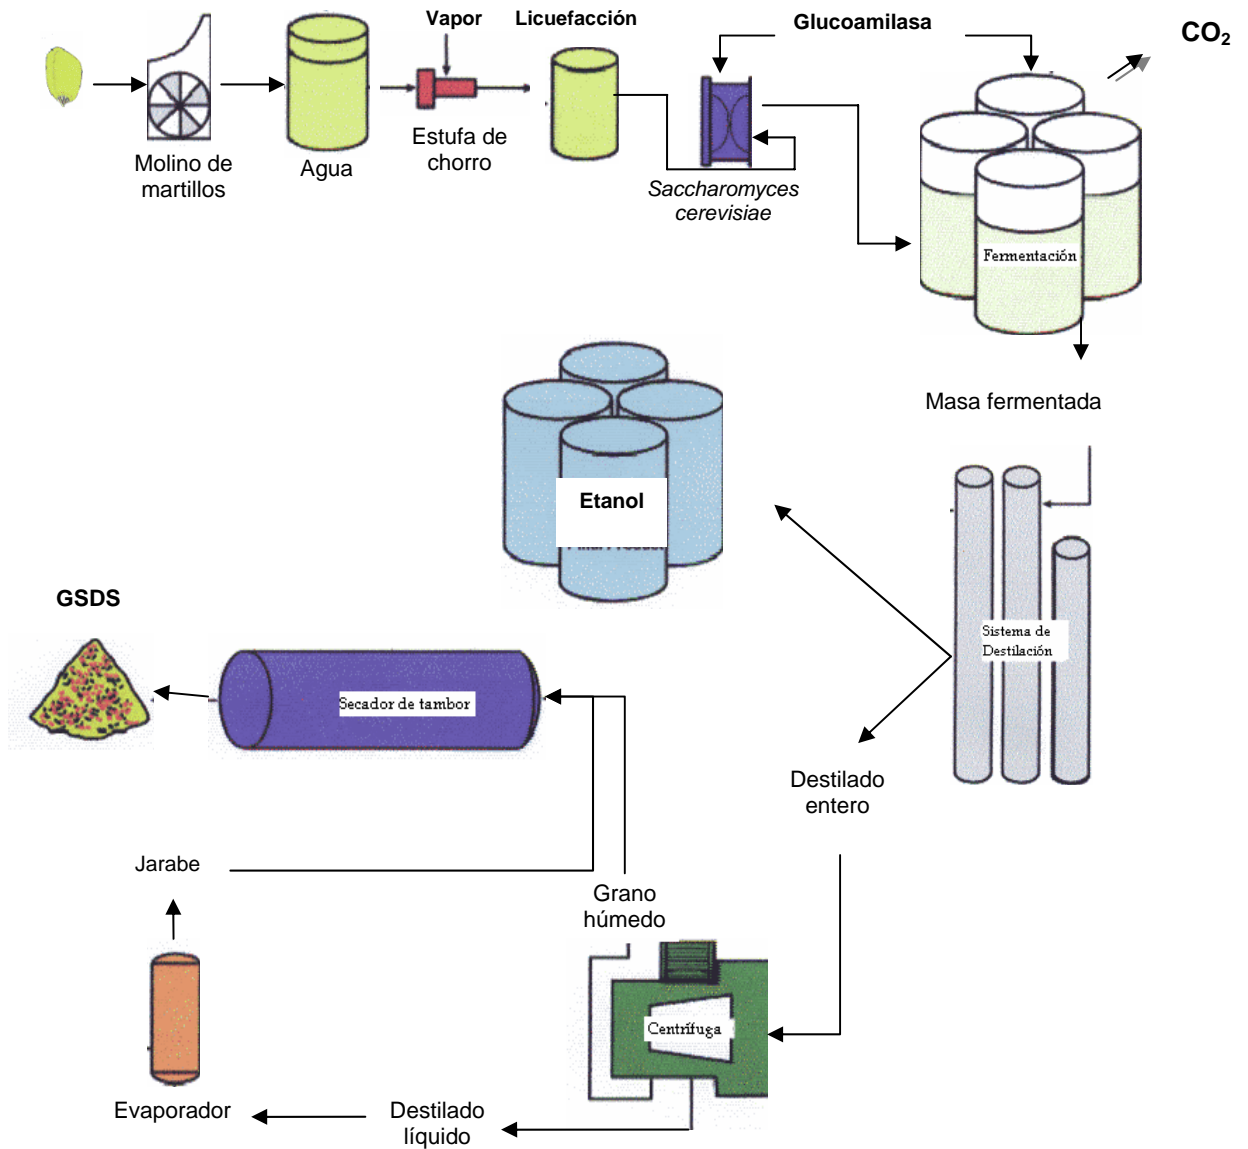 Vapor
Licuefacción
Glucoamilasa
CO₂
Molino de
martillos
Agua
Estufa de
chorro
Saccharomyces
cerevisiae
Fermentación
Masa fermentada
Etanol
GSDS
Sistema de
Destilación
Secador de tambor
Destilado
entero
Jarabe
Grano
húmedo
Centrífuga
Evaporador
Destilado
líquido